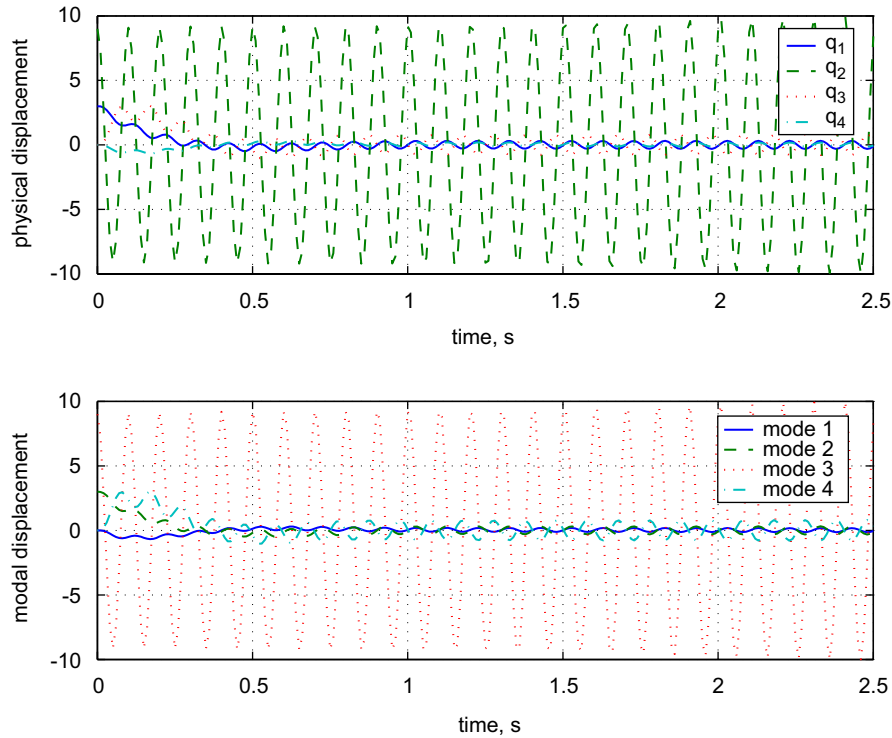 physical displacement
10
5
0
-5
-10
q1
q2
q3
q4
0
0.5
1
1.5
2
2.5
time, s
modal displacement
10
5
0
-5
-10
mode 1
mode 2
mode 3
mode 4
0
0.5
1
1.5
2
2.5
time, s